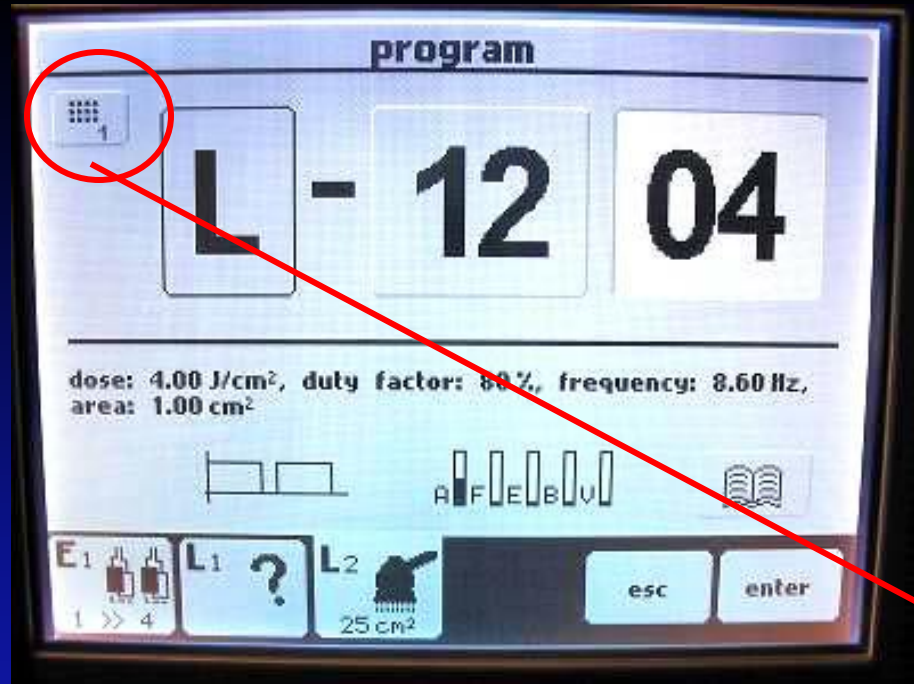 program
1
L - 12 04
dose: 4.00 J/cm², duty factor: 80 %, frequency: 8.60 Hz,
area: 1.00 cm²
A F E B V
E1 L1 ? L2
esc enter
1 >> 4 25 cm²